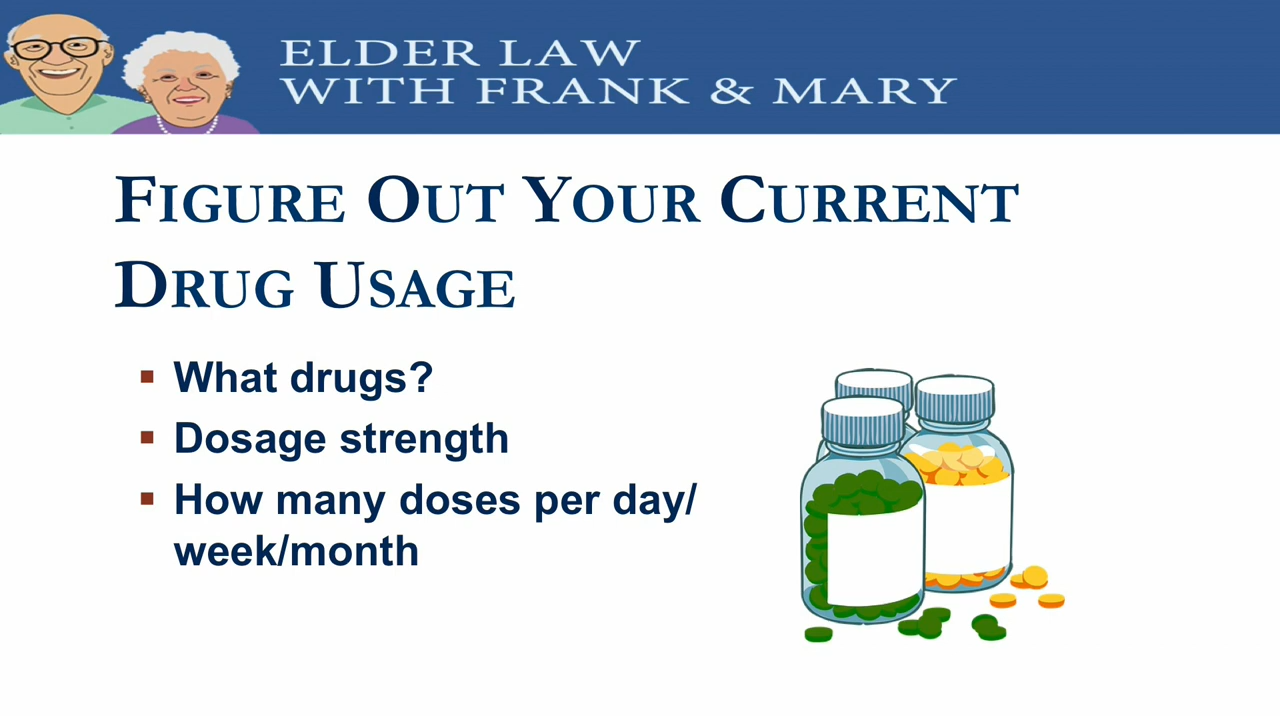 ELDER LAW
WITH FRANK & MARY
FIGURE OUT YOUR CURRENT
DRUG USAGE
▪ What drugs?
▪ Dosage strength
▪ How many doses per day/
week/month